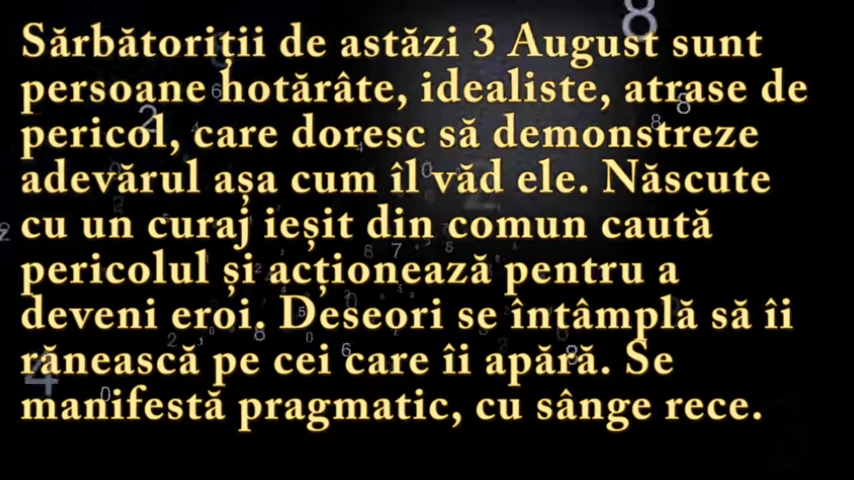 Sărbătoriții de astăzi 3 August sunt
persoane hotărâte, idealiste, atrase de
pericol, care doresc să demonstreze
adevărul așa cum îl văd ele. Născute
cu un curaj ieșit din comun caută
pericolul și acționează pentru a
deveni eroi. Deseori se întâmplă să îi
rănească pe cei care îi apără. Se
manifestă pragmatic, cu sânge rece.